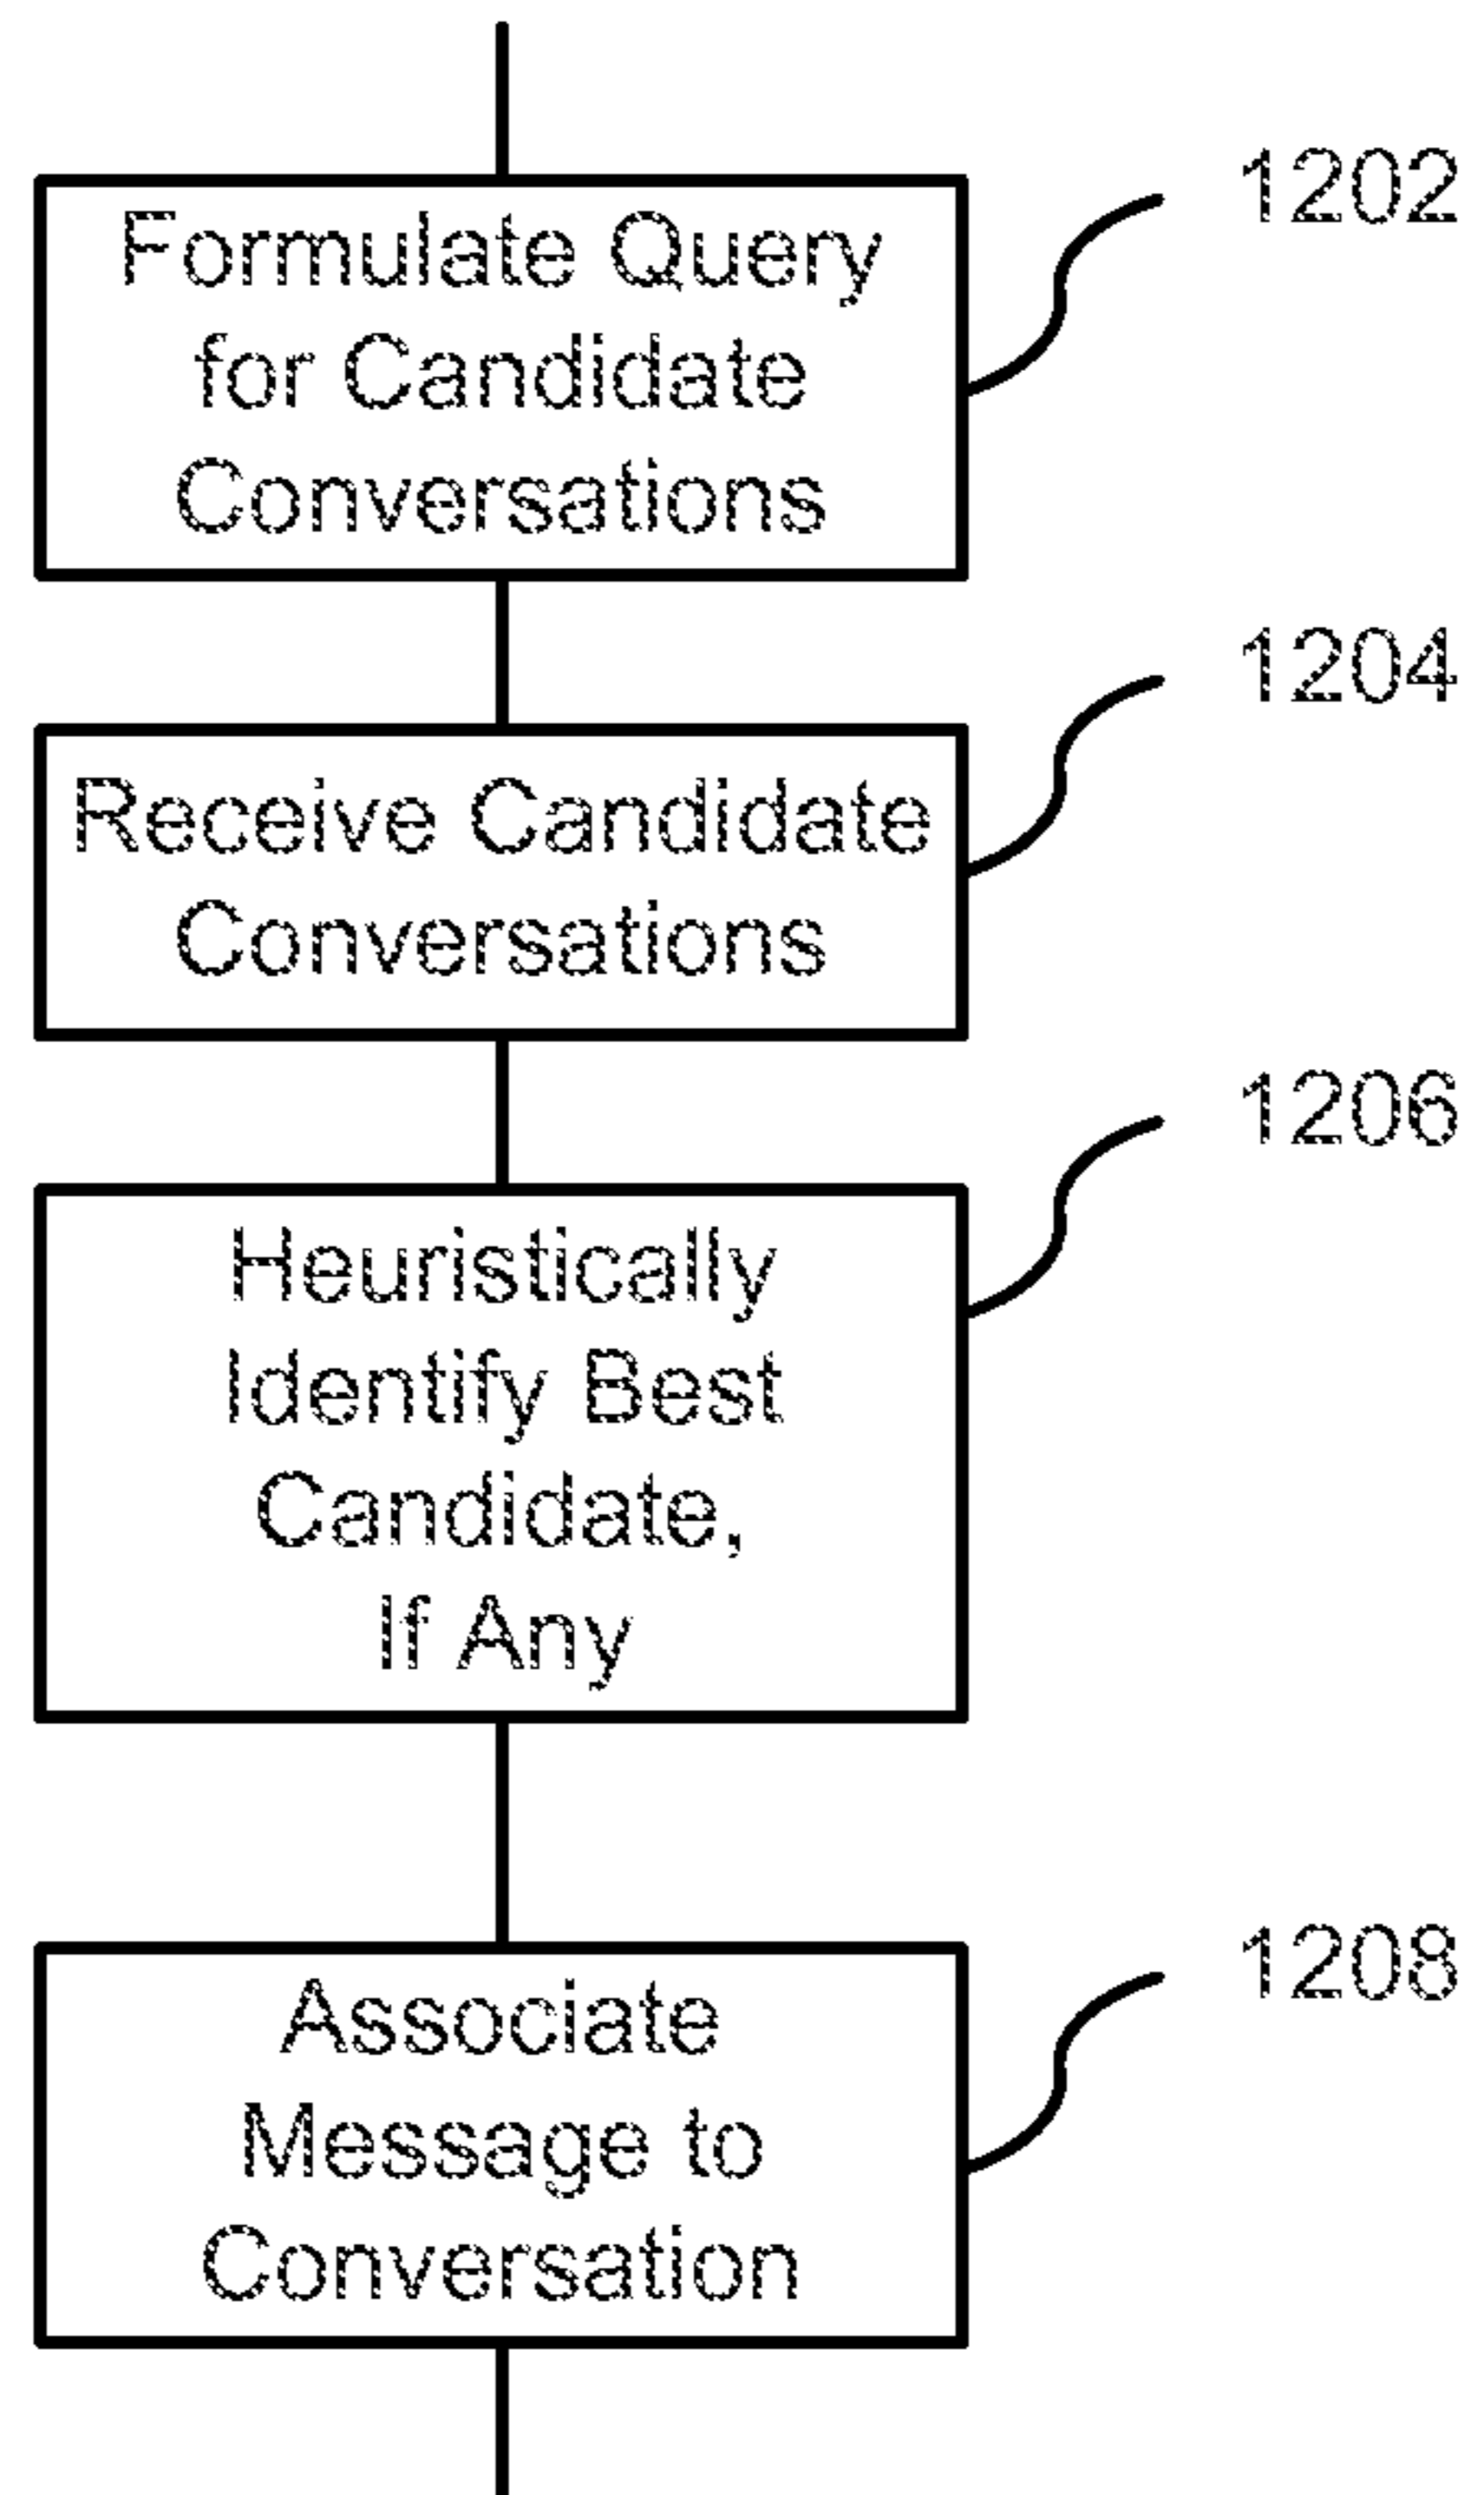 1202
Formulate Query
for Candidate
Conversations
1204
Receive Candidate
Conversations
1206
Heuristically
Identify Best
Candidate,
If Any
1208
Associate
Message to
Conversation